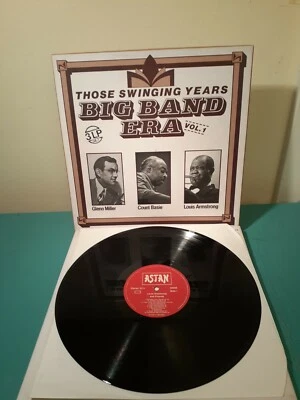 THOSE SWINGING YEARS
BIG BAND
ERA
VOL. 1
3LP
Glenn Miller
Count Basie
Louis Armstrong
ASTAN